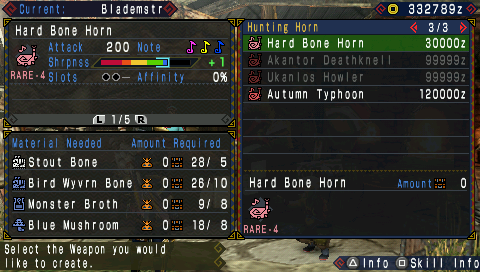 Current: Blademstr
332789z
Hard Bone Horn
Attack 200 Note
Shrpnss +1
RARE-4
Slots Affinity 0%
L 1/5 R
Material Needed Amount Required
Stout Bone 0 28/ 5
Bird Wyvrn Bone 0 26/10
Monster Broth 0 9/ 8
Blue Mushroom 0 18/ 8
Select the Weapon you would
like to create.
Hunting Horn 3/3
Hard Bone Horn 30000z
Akantor Deathknell 99999z
Ukanlos Howler 99999z
Autumn Typhoon 120000z
Hard Bone Horn Amount 0
RARE-4
Info Skill Info